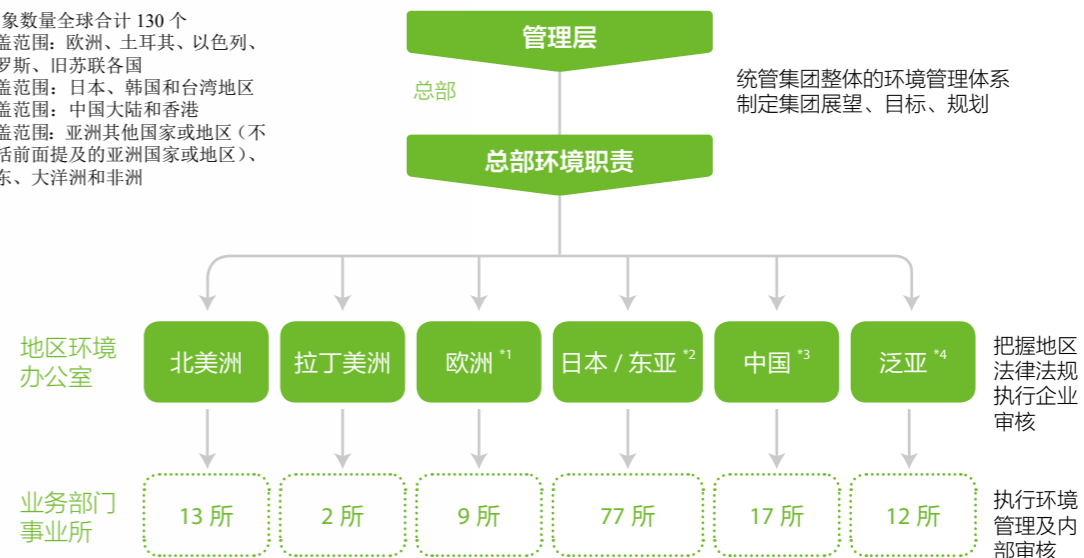 象数量全球合计 130 个
盖范围：欧洲、土耳其、以色列、
罗斯、旧苏联各国
盖范围：日本、韩国和台湾地区
盖范围：中国大陆和香港
盖范围：亚洲其他国家或地区（不
括前面提及的亚洲国家或地区）、
东、大洋洲和非洲
管理层
总部
统管集团整体的环境管理体系
制定集团展望、目标、规划
总部环境职责
地区环境
办公室
北美洲
拉丁美洲
欧洲 *1
日本 / 东亚 *2
中国 *3
泛亚 *4
把握地区
法律法规
执行企业
审核
业务部门
事业所
13 所
2 所
9 所
77 所
17 所
12 所
执行环境
管理及内
部审核